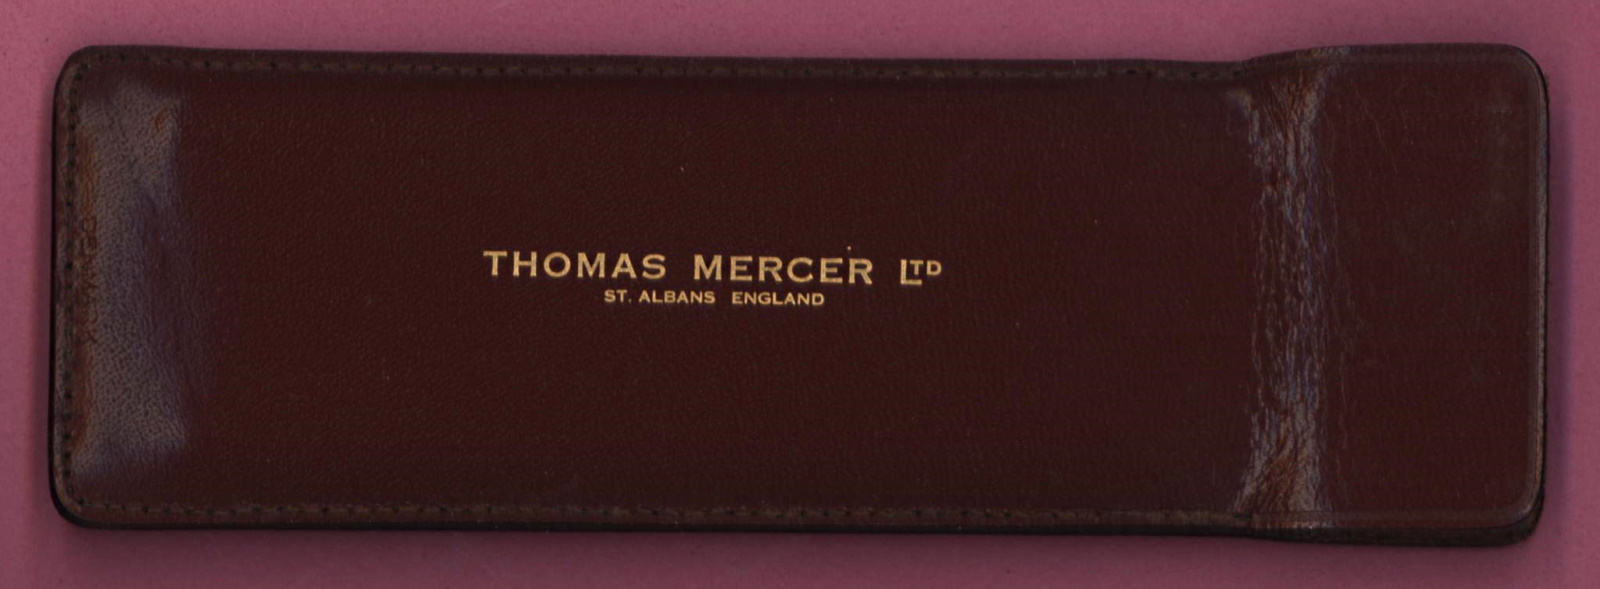 THOMAS MERCER LTD
ST. ALBANS ENGLAND